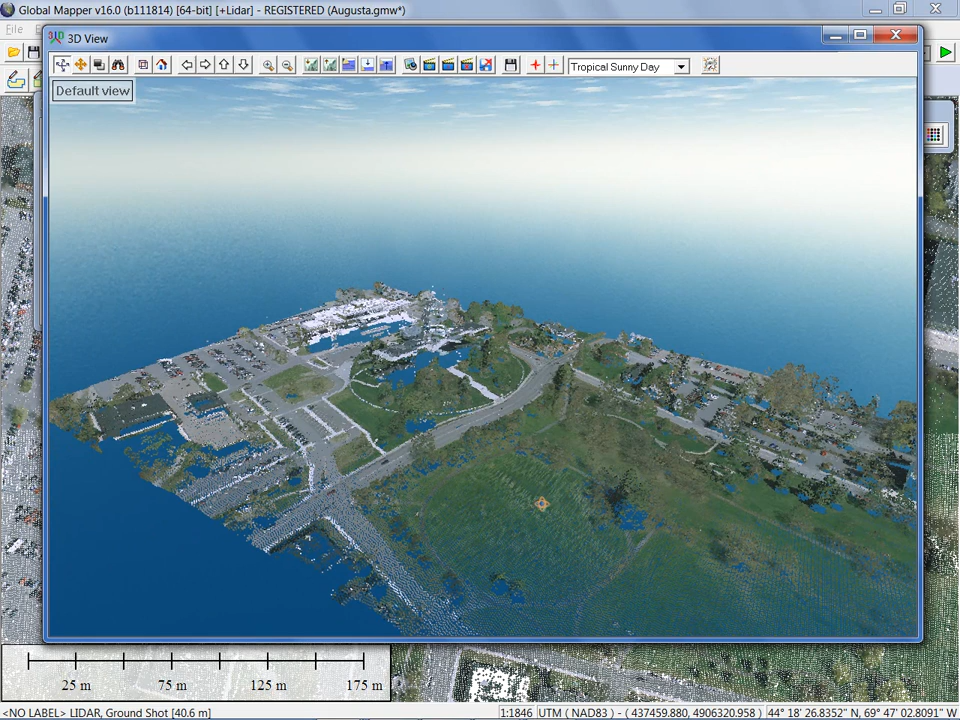 Global Mapper v16.0 (b111814) [64-bit] [+Lidar] - REGISTERED (Augusta.gmw*)
File
3D View
Tropical Sunny Day
Default view
25 m 75 m 125 m 175 m
<NO LABEL> LIDAR, Ground Shot [40.6 m]
1:1846 UTM ( NAD83 ) - ( 437459.880, 4906320.958 ) 44° 18' 26.8352" N, 69° 47' 02.8091" W